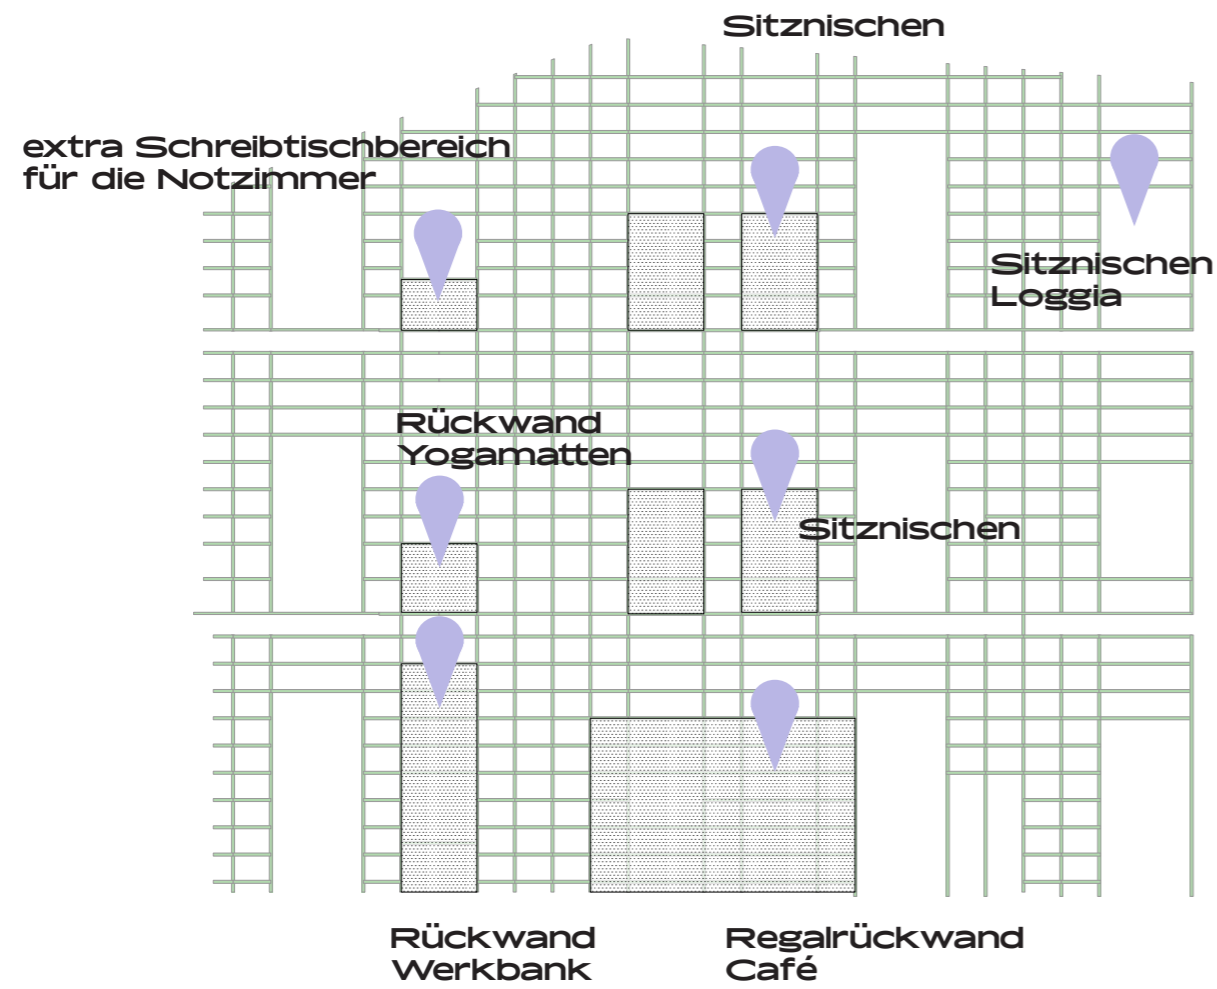 Sitznischen
extra Schreibtischbereich
für die Notzimmer
Sitznischen
Loggia
Rückwand
Yogamatten
Sitznischen
Rückwand
Werkbank
Regalrückwand
Café